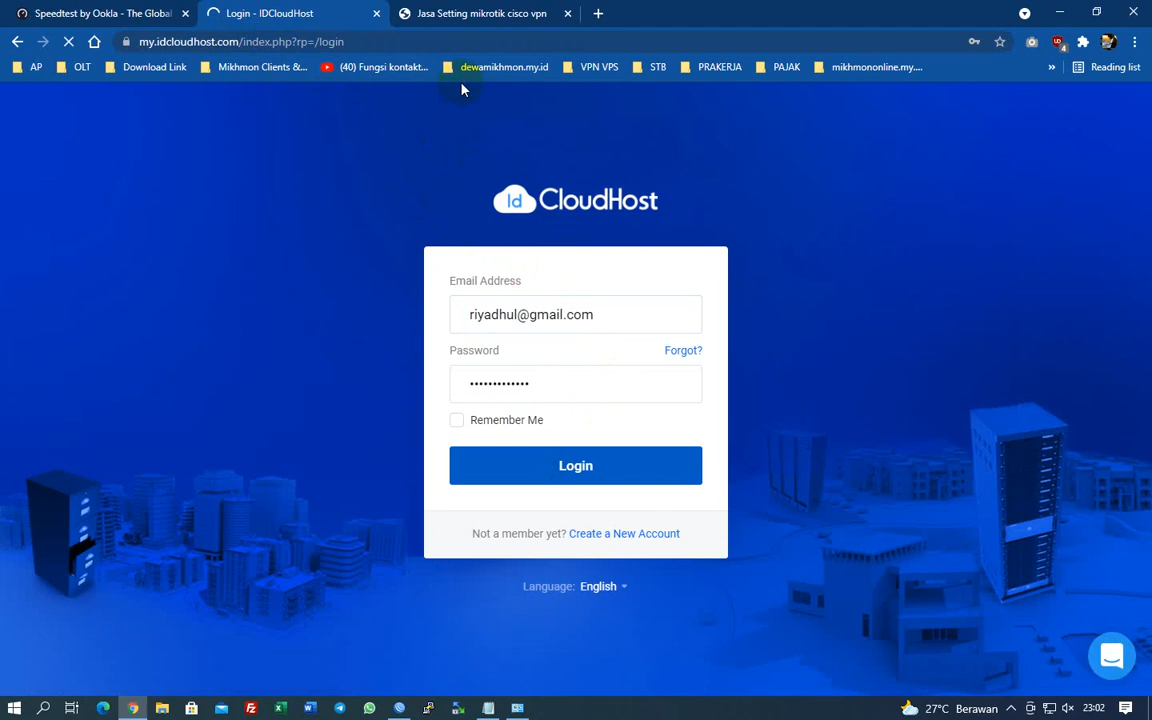 Speedtest by Ookla - The Global
Login - IDCloudHost
Jasa Setting mikrotik cisco vpn
my.idcloudhost.com/index.php?rp=/login
AP
OLT
Download Link
Mikhmon Clients &...
(40) Fungsi kontakt...
dewamikhmon.my.id
VPN VPS
STB
PRAKERJA
PAJAK
mikhmononline.my....
»
Reading list
Id CloudHost
Email Address
riyadhul@gmail.com
Password Forgot?
•••••••••••••
Remember Me
Login
Not a member yet? Create a New Account
Language: English
27°C Berawan 23:02